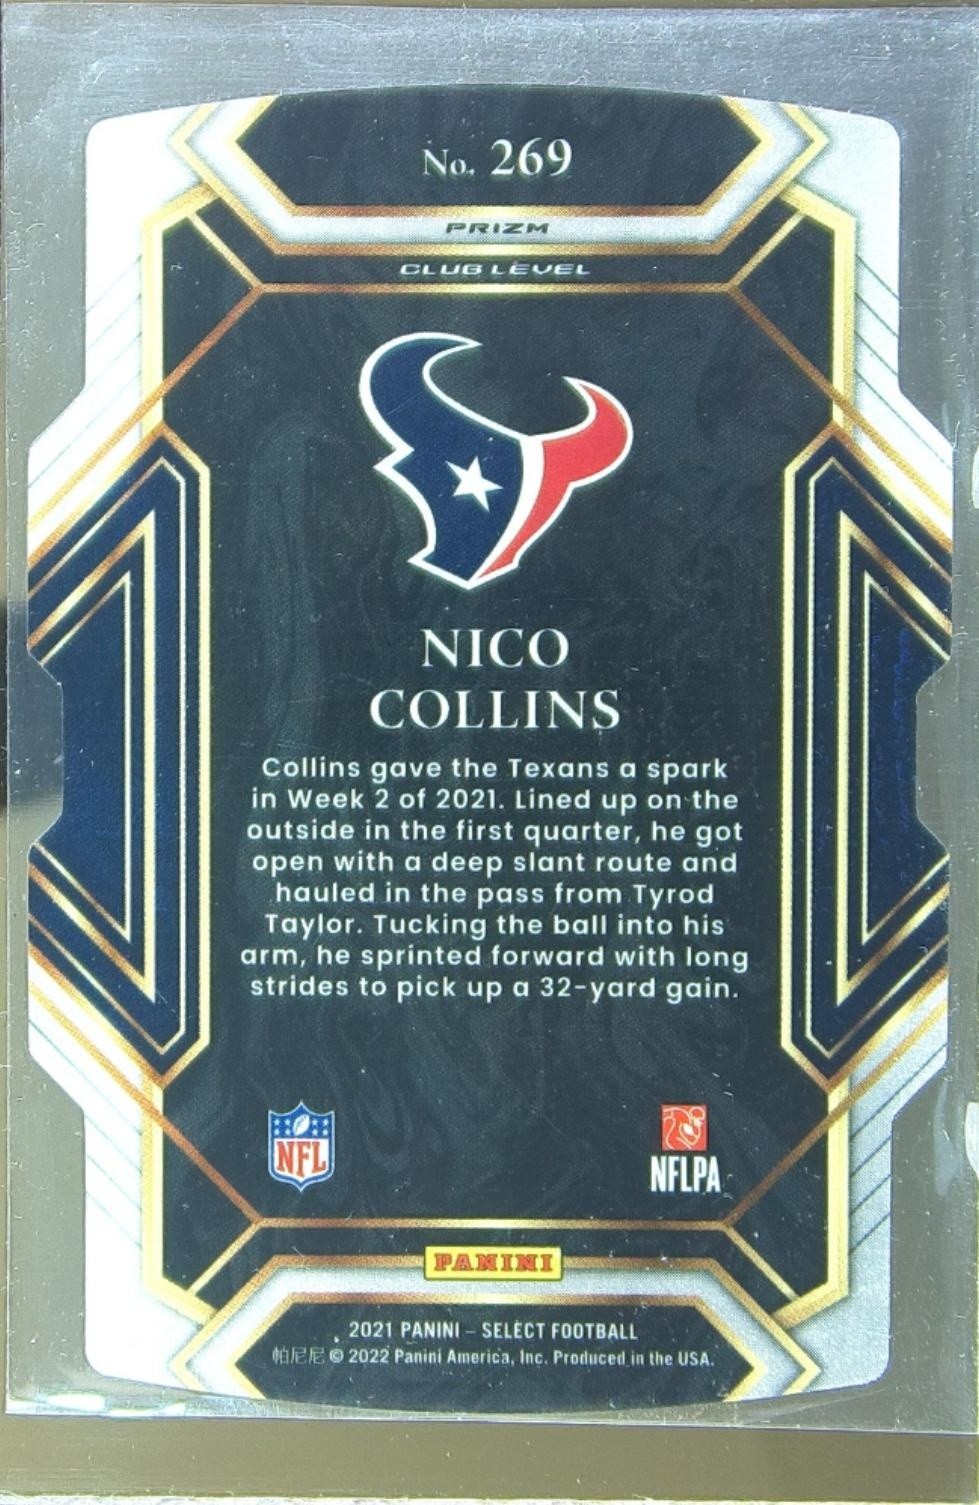 No. 269
PRIZM
CLUB LEVEL
NICO
COLLINS
Collins gave the Texans a spark
in Week 2 of 2021. Lined up on the
outside in the first quarter, he got
open with a deep slant route and
hauled in the pass from Tyrod
Taylor. Tucking the ball into his
arm, he sprinted forward with long
strides to pick up a 32-yard gain.
NFL
NFLPA
PANINI
2021 PANINI – SELECT FOOTBALL
帕尼尼 © 2022 Panini America, Inc. Produced in the USA.